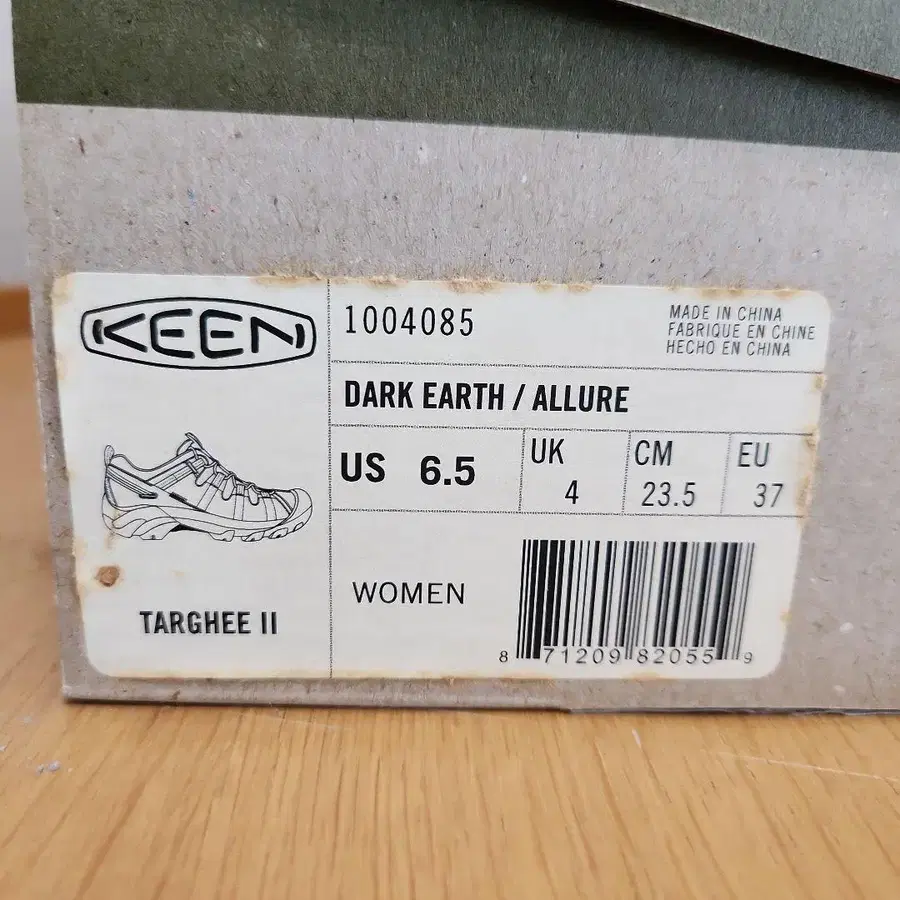 KEEN
1004085
MADE IN CHINA
FABRIQUE EN CHINE
HECHO EN CHINA
DARK EARTH / ALLURE
US 6.5
UK 4
CM 23.5
EU 37
TARGHEE II
WOMEN
8 71209 82055 9